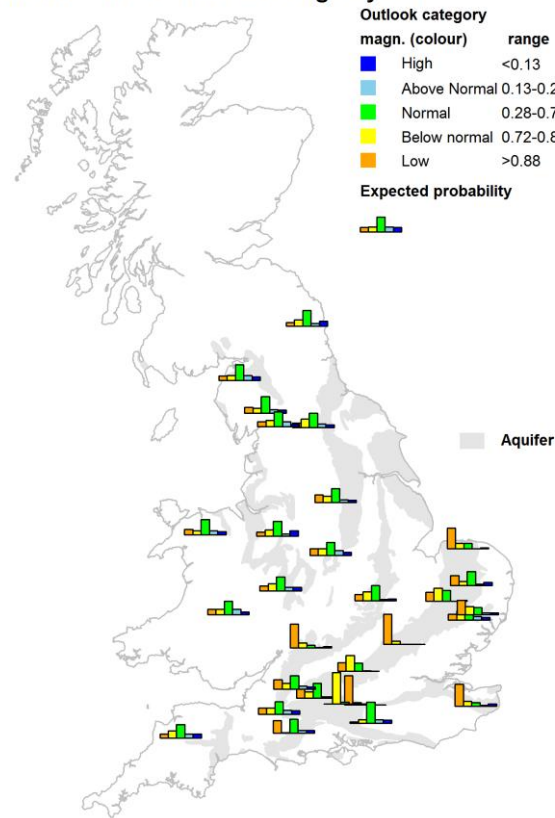 Outlook category
magn. (colour) range
High <0.13
Above Normal 0.13-0.2
Normal 0.28-0.7
Below normal 0.72-0.8
Low >0.88
Expected probability
Aquifer